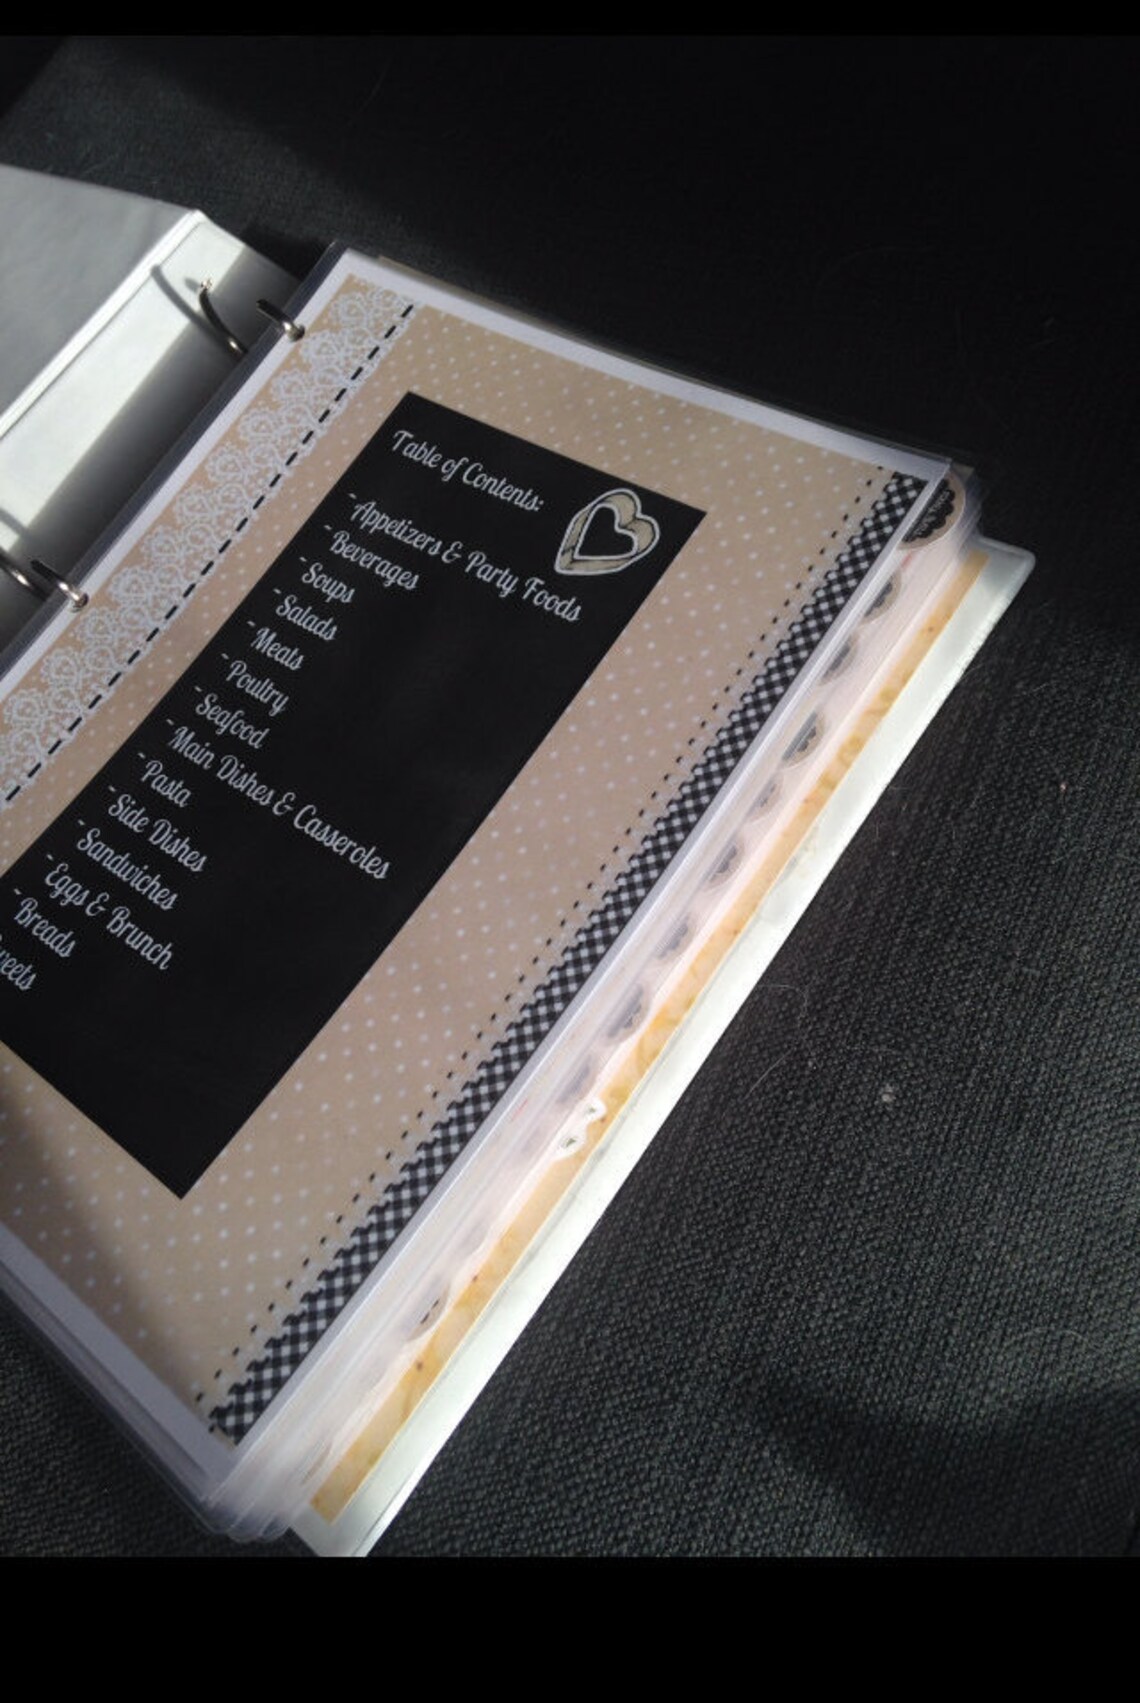 Table of Contents:
- Appetizers & Party Foods
- Beverages
- Soups
- Salads
- Meats
- Poultry
- Seafood
- Main Dishes & Casseroles
- Pasta
- Side Dishes
- Sandwiches
- Eggs & Brunch
- Breads
weets